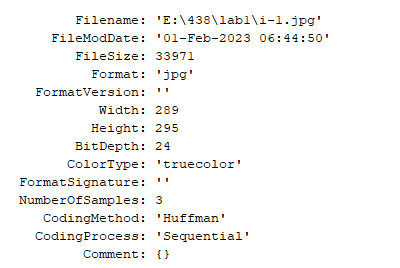 Filename: 'E:\438\lab1\i-1.jpg'
FileModDate: '01-Feb-2023 06:44:50'
FileSize: 33971
Format: 'jpg'
FormatVersion: ''
Width: 289
Height: 295
BitDepth: 24
ColorType: 'truecolor'
FormatSignature: ''
NumberOfSamples: 3
CodingMethod: 'Huffman'
CodingProcess: 'Sequential'
Comment: {}